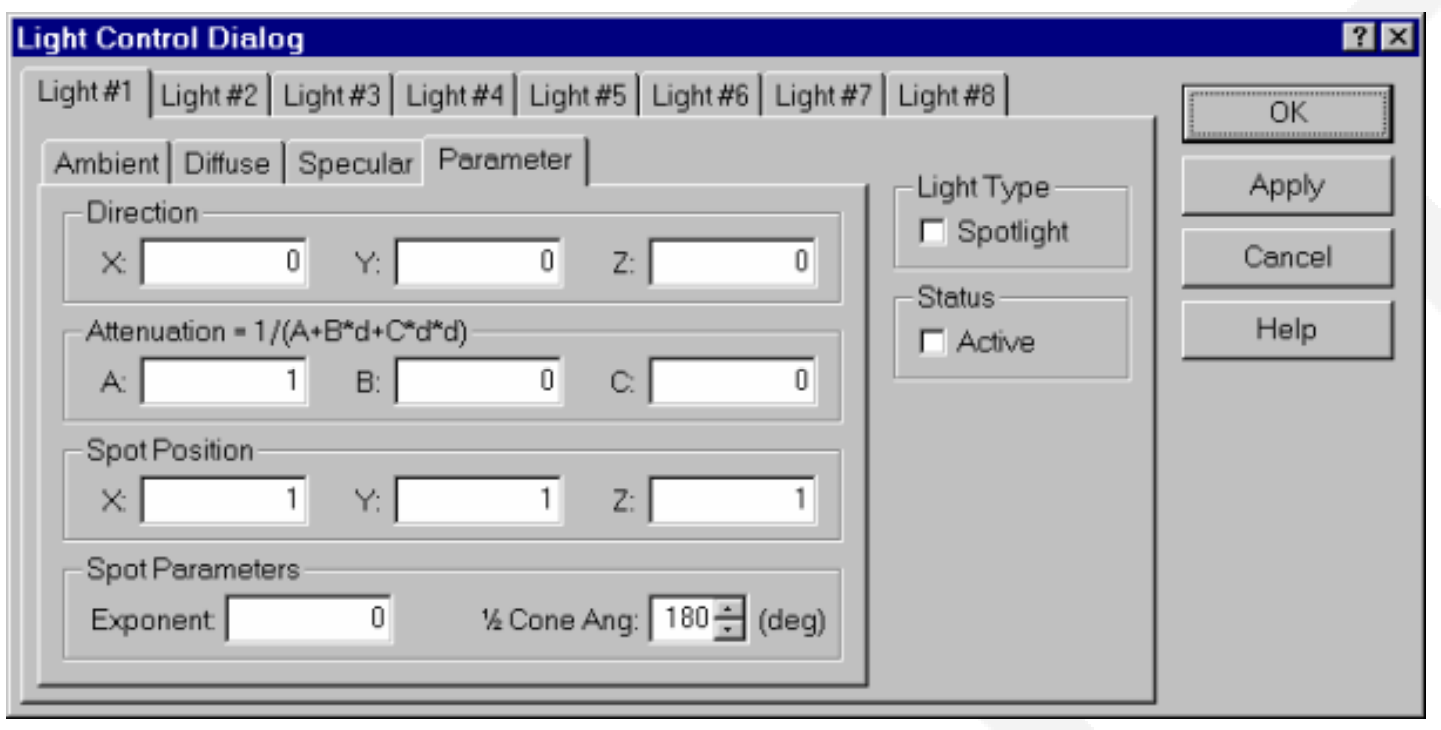 Light Control Dialog
Light #1 Light #2 Light #3 Light #4 Light #5 Light #6 Light #7 Light #8
Ambient Diffuse Specular Parameter
Direction
X: 0 Y: 0 Z: 0
Attenuation = 1/(A+B*d+C*d*d)
A: 1 B: 0 C: 0
Spot Position
X: 1 Y: 1 Z: 1
Spot Parameters
Exponent: 0 ½ Cone Ang: 180 (deg)
Light Type
Spotlight
Status
Active
OK
Apply
Cancel
Help